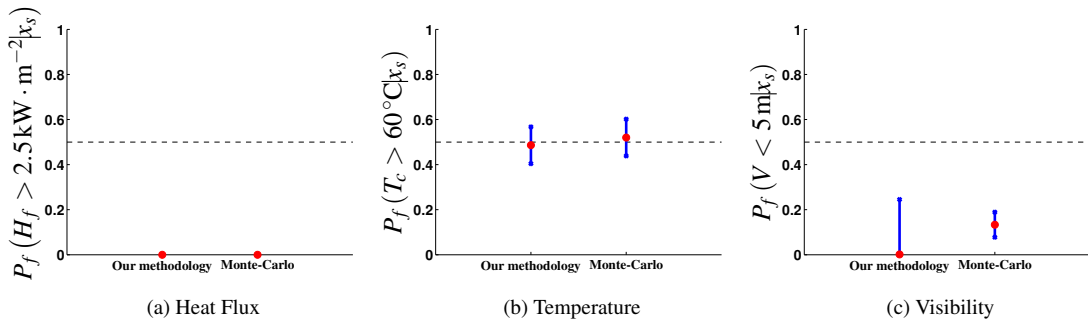 P_f (H_f > 2.5 kW · m⁻²|x_s)
1
0.8
0.6
0.4
0.2
0
Our methodology Monte-Carlo
(a) Heat Flux
P_f (T_c > 60 °C|x_s)
1
0.8
0.6
0.4
0.2
0
Our methodology Monte-Carlo
(b) Temperature
P_f (V < 5 m|x_s)
1
0.8
0.6
0.4
0.2
0
Our methodology Monte-Carlo
(c) Visibility